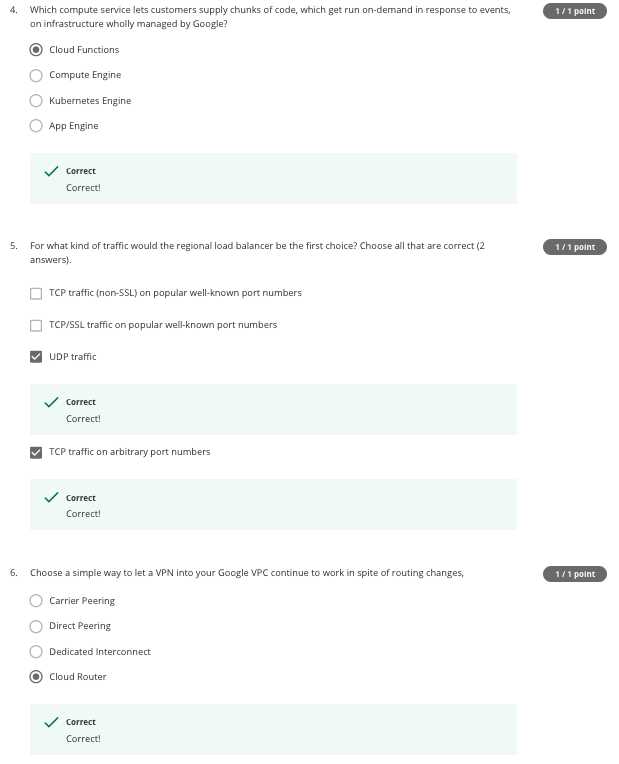 4. Which compute service lets customers supply chunks of code, which get run on-demand in response to events, 1 / 1 point
on infrastructure wholly managed by Google?
Cloud Functions
Compute Engine
Kubernetes Engine
App Engine
Correct
Correct!
5. For what kind of traffic would the regional load balancer be the first choice? Choose all that are correct (2 1 / 1 point
answers).
TCP traffic (non-SSL) on popular well-known port numbers
TCP/SSL traffic on popular well-known port numbers
UDP traffic
Correct
Correct!
TCP traffic on arbitrary port numbers
Correct
Correct!
6. Choose a simple way to let a VPN into your Google VPC continue to work in spite of routing changes, 1 / 1 point
Carrier Peering
Direct Peering
Dedicated Interconnect
Cloud Router
Correct
Correct!